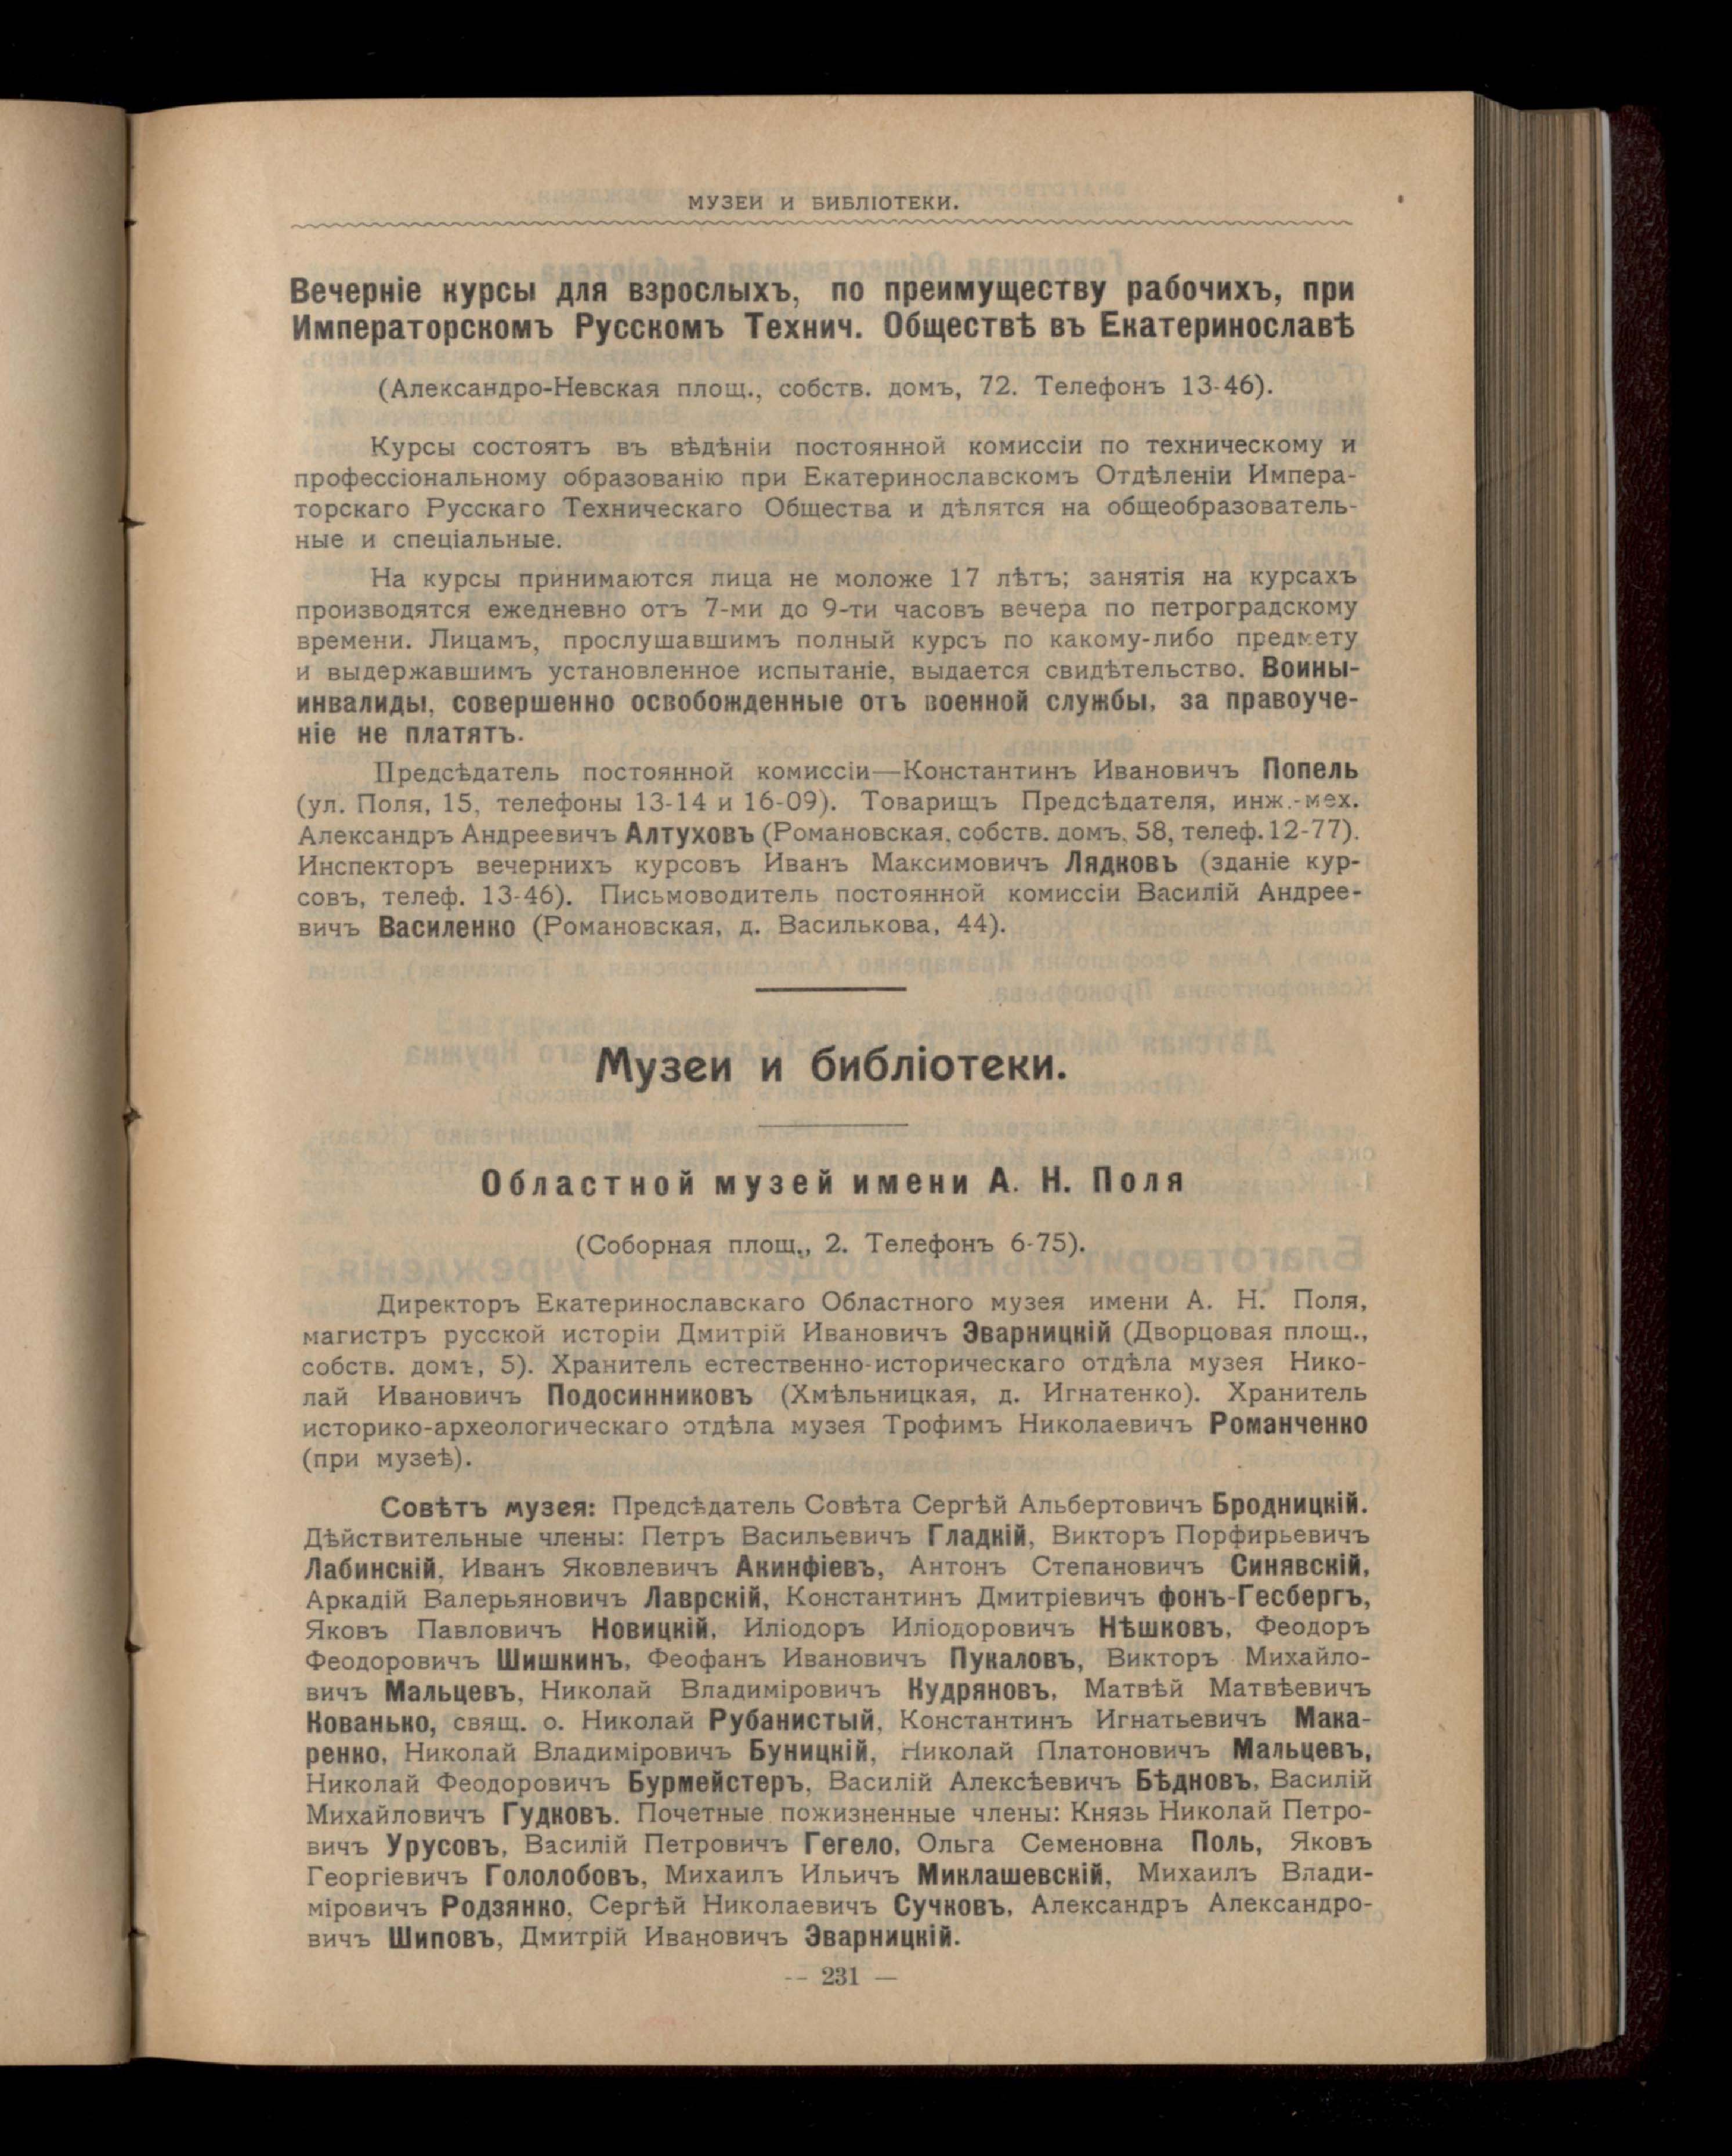 МУЗЕИ И БИБЛІОТЕКИ.
Вечерніе курсы для взрослыхъ, по преимуществу рабочихъ, при
Императорскомъ Русскомъ Технич. Обществѣ въ Екатеринославѣ
(Александро-Невская площ., собств. домъ, 72. Телефонъ 13-46).
Курсы состоятъ въ вѣдѣніи постоянной комиссіи по техническому и
профессіональному образованію при Екатеринославскомъ Отдѣленіи Импера-
торскаго Русскаго Техническаго Общества и дѣлятся на общеобразователь-
ные и спеціальные.
На курсы принимаются лица не моложе 17 лѣтъ; занятія на курсахъ
производятся ежедневно отъ 7-ми до 9-ти часовъ вечера по петроградскому
времени. Лицамъ, прослушавшимъ полный курсъ по какому-либо предмету
и выдержавшимъ установленное испытаніе, выдается свидѣтельство. Воины-
инвалиды, совершенно освобожденные отъ военной службы, за правоуче-
ніе не платятъ.
Предсѣдатель постоянной комиссіи—Константинъ Ивановичъ Попель
(ул. Поля, 15, телефоны 13-14 и 16-09). Товарищъ Предсѣдателя, инж.-мех.
Александръ Андреевичъ Алтуховъ (Романовская, собств. домъ, 58, телеф. 12-77).
Инспекторъ вечернихъ курсовъ Иванъ Максимовичъ Лядковъ (зданіе кур-
совъ, телеф. 13-46). Письмоводитель постоянной комиссіи Василій Андрее-
вичъ Василенко (Романовская, д. Василькова, 44).
Музеи и библіотеки.
Областной музей имени А. Н. Поля
(Соборная площ., 2. Телефонъ 6-75).
Директоръ Екатеринославскаго Областного музея имени А. Н. Поля,
магистръ русской исторіи Дмитрій Ивановичъ Эварницкій (Дворцовая площ.,
собств. домъ, 5). Хранитель естественно-историческаго отдѣла музея Нико-
лай Ивановичъ Подосинниковъ (Хмѣльницкая, д. Игнатенко). Хранитель
историко-археологическаго отдѣла музея Трофимъ Николаевичъ Романченко
(при музеѣ).
Совѣтъ музея: Предсѣдатель Совѣта Сергѣй Альбертовичъ Бродницкій.
Дѣйствительные члены: Петръ Васильевичъ Гладкій, Викторъ Порфирьевичъ
Лабинскій, Иванъ Яковлевичъ Акинфіевъ, Антонъ Степановичъ Синявскій,
Аркадій Валерьяновичъ Лаврскій, Константинъ Дмитріевичъ фонъ-Гесбергъ,
Яковъ Павловичъ Новицкій, Иліодоръ Иліодоровичъ Нѣшковъ, Феодоръ
Феодоровичъ Шишкинъ, Феофанъ Ивановичъ Пукаловъ, Викторъ Михайло-
вичъ Мальцевъ, Николай Владиміровичъ Кудряновъ, Матвѣй Матвѣевичъ
Кованько, свящ. о. Николай Рубанистый, Константинъ Игнатьевичъ Мака-
ренко, Николай Владиміровичъ Буницкій, Николай Платоновичъ Мальцевъ,
Николай Феодоровичъ Бурмейстеръ, Василій Алексѣевичъ Бѣдновъ, Василій
Михайловичъ Гудковъ. Почетные пожизненные члены: Князь Николай Петро-
вичъ Урусовъ, Василій Петровичъ Гегело, Ольга Семеновна Поль, Яковъ
Георгіевичъ Гололобовъ, Михаилъ Ильичъ Миклашевскій, Михаилъ Влади-
міровичъ Родзянко, Сергѣй Николаевичъ Сучковъ, Александръ Александро-
вичъ Шиповъ, Дмитрій Ивановичъ Эварницкій.
-- 231 —